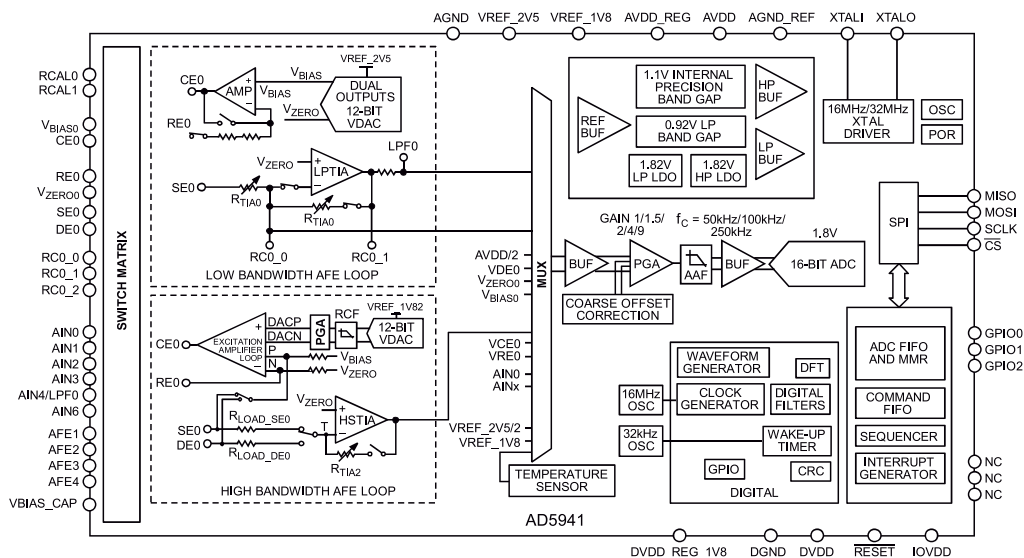 AGND
VREF_2V5
VREF_1V8
AVDD_REG
AVDD
AGND_REF
XTALI
XTALO
RCAL0
RCAL1
VBIAS0
CE0
RE0
VZERO0
SE0
DE0
RC0_0
RC0_1
RC0_2
AIN0
AIN1
AIN2
AIN3
AIN4/LPF0
AIN6
AFE1
AFE2
AFE3
AFE4
VBIAS_CAP
SWITCH MATRIX
VREF_2V5
CE0
AMP
+
−
VBIAS
VBIAS
VZERO
DUAL
OUTPUTS
12-BIT
VDAC
RE0
LPF0
VZERO
+
LPTIA
−
SE0
RTIA0
RTIA0
RC0_0
RC0_1
LOW BANDWIDTH AFE LOOP
VREF_1V82
CE0
EXCITATION
AMPLIFIER
LOOP
+
−
P
N
DACP
DACN
PGA
RCF
12-BIT
VDAC
VBIAS
VZERO
RE0
VZERO
+
HSTIA
−
SE0
RLOAD_SE0
T
DE0
RLOAD_DE0
RTIA2
HIGH BANDWIDTH AFE LOOP
MUX
AVDD/2
VDE0
VZERO0
VBIAS0
VCE0
VRE0
AIN0
AINx
VREF_2V5/2
VREF_1V8
TEMPERATURE
SENSOR
REF
BUF
1.1V INTERNAL
PRECISION
BAND GAP
0.92V LP
BAND GAP
1.82V
LP LDO
1.82V
HP LDO
HP
BUF
LP
BUF
16MHz/32MHz
XTAL
DRIVER
OSC
POR
GAIN 1/1.5/
2/4/9
fC = 50kHz/100kHz/
250kHz
BUF
PGA
AAF
BUF
1.8V
16-BIT ADC
COARSE OFFSET
CORRECTION
SPI
MISO
MOSI
SCLK
CS
16MHz
OSC
32kHz
OSC
WAVEFORM
GENERATOR
DFT
CLOCK
GENERATOR
DIGITAL
FILTERS
WAKE-UP
TIMER
GPIO
CRC
DIGITAL
ADC FIFO
AND MMR
COMMAND
FIFO
SEQUENCER
INTERRUPT
GENERATOR
GPIO0
GPIO1
GPIO2
NC
NC
NC
AD5941
DVDD_REG_1V8
DGND
DVDD
RESET
IOVDD